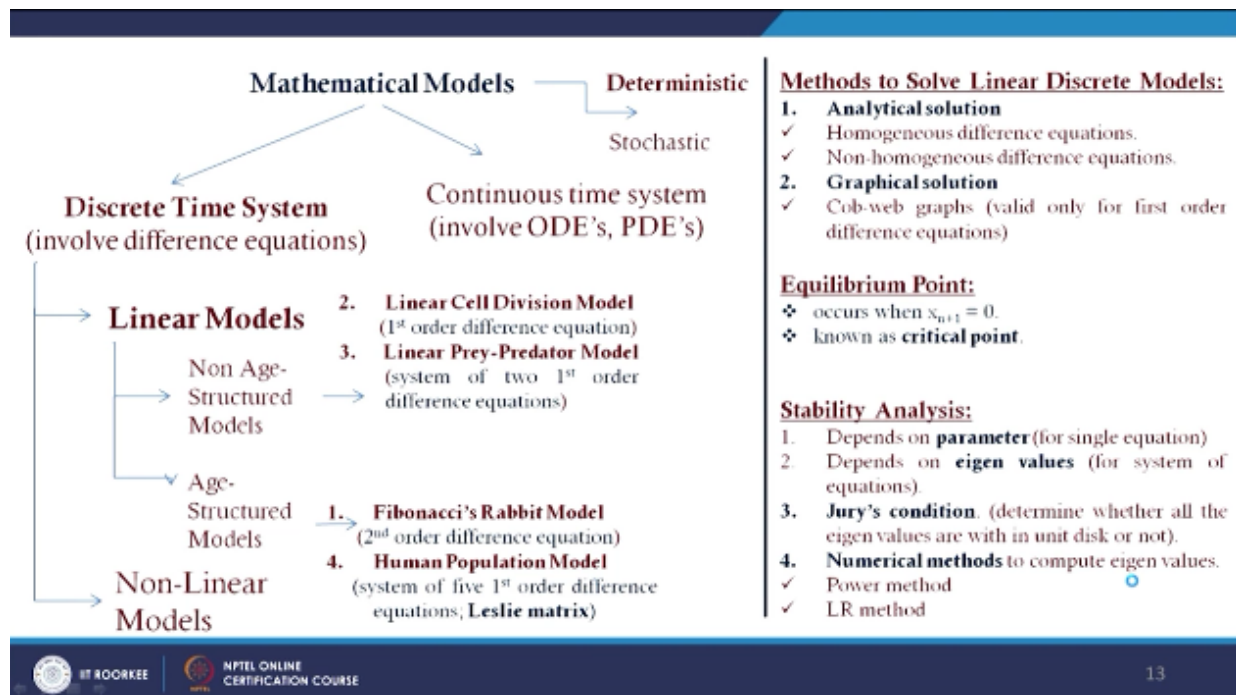 Mathematical Models
Deterministic
Stochastic
Discrete Time System
(involve difference equations)
Continuous time system
(involve ODE's, PDE's)
Linear Models
Non Age-
Structured
Models
2. Linear Cell Division Model
(1st order difference equation)
3. Linear Prey-Predator Model
(system of two 1st order
difference equations)
Age-
Structured
Models
1. Fibonacci's Rabbit Model
(2nd order difference equation)
4. Human Population Model
(system of five 1st order difference
equations, Leslie matrix)
Non-Linear
Models
Methods to Solve Linear Discrete Models:
1. Analytical solution
✓ Homogeneous difference equations.
✓ Non-homogeneous difference equations.
2. Graphical solution
✓ Cob-web graphs (valid only for first order
difference equations)
Equilibrium Point:
❖ occurs when xn+1 = 0.
❖ known as critical point.
Stability Analysis:
1. Depends on parameter (for single equation)
2. Depends on eigen values (for system of
equations).
3. Jury's condition. (determine whether all the
eigen values are with in unit disk or not).
4. Numerical methods to compute eigen values.
✓ Power method
✓ LR method
IIT ROORKEE
NPTEL ONLINE
CERTIFICATION COURSE
13